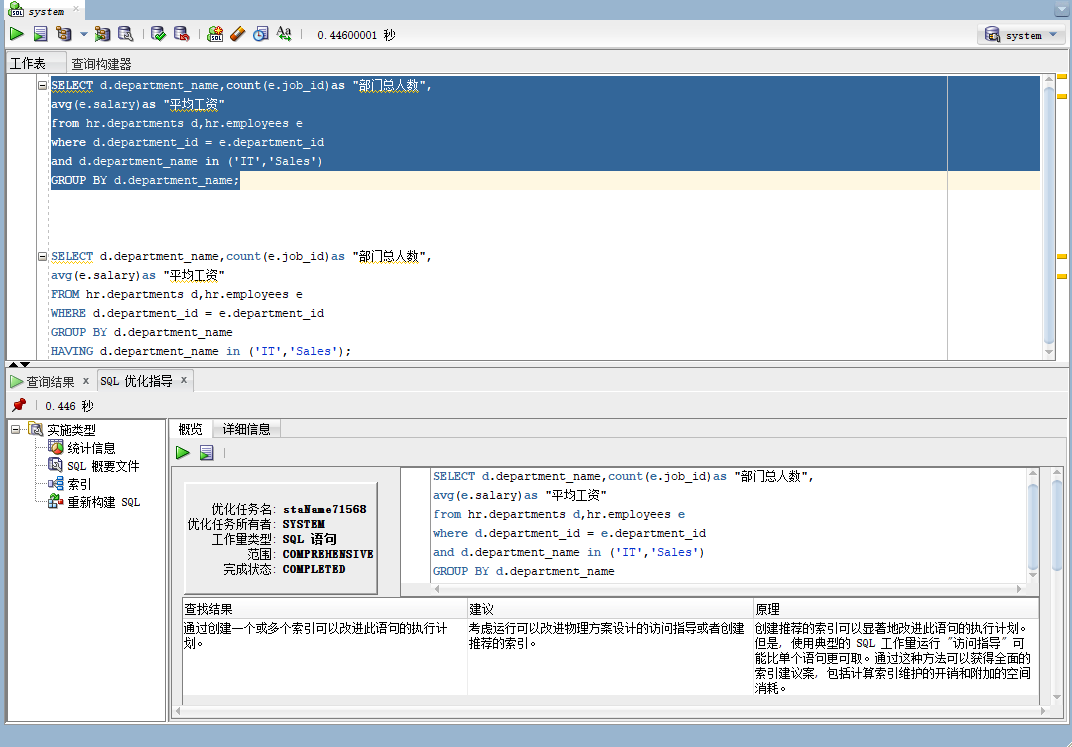 system
0.44600001 秒
system
工作表 查询构建器
SELECT d.department_name,count(e.job_id)as "部门总人数",
avg(e.salary)as "平均工资"
from hr.departments d,hr.employees e
where d.department_id = e.department_id
and d.department_name in ('IT','Sales')
GROUP BY d.department_name;
SELECT d.department_name,count(e.job_id)as "部门总人数",
avg(e.salary)as "平均工资"
FROM hr.departments d,hr.employees e
WHERE d.department_id = e.department_id
GROUP BY d.department_name
HAVING d.department_name in ('IT','Sales');
查询结果 x SQL 优化指导 x
0.446 秒
实施类型
统计信息
SQL 概要文件
索引
重新构建 SQL
概览 详细信息
优化任务名: staName71568
优化任务所有者: SYSTEM
工作量类型: SQL 语句
范围: COMPREHENSIVE
完成状态: COMPLETED
SELECT d.department_name,count(e.job_id)as "部门总人数",
avg(e.salary)as "平均工资"
from hr.departments d,hr.employees e
where d.department_id = e.department_id
and d.department_name in ('IT','Sales')
GROUP BY d.department_name
查找结果 建议 原理
通过创建一个或多个索引可以改进此语句的执行计
划。
考虑运行可以改进物理方案设计的访问指导或者创建
推荐的索引。
创建推荐的索引可以显著地改进此语句的执行计划。
但是, 使用典型的 SQL 工作量运行 "访问指导" 可
能比单个语句更可取。通过这种方法可以获得全面的
索引建议案, 包括计算索引维护的开销和附加的空间
消耗。